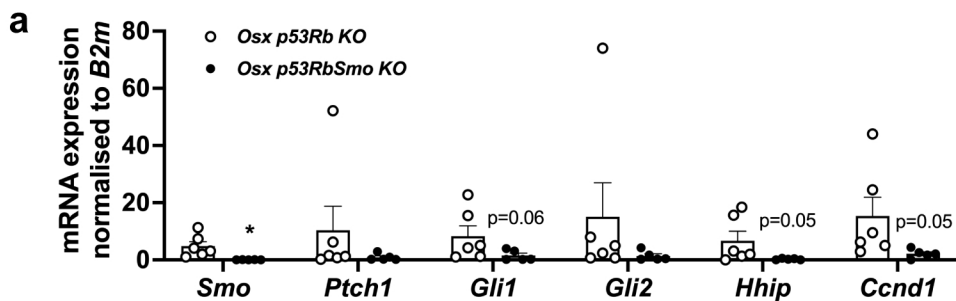 a
mRNA expression
normalised to B2m
80
60
40
20
0
Osx p53Rb KO
Osx p53RbSmo KO
*
p=0.06
p=0.05
p=0.05
Smo Ptch1 Gli1 Gli2 Hhip Ccnd1